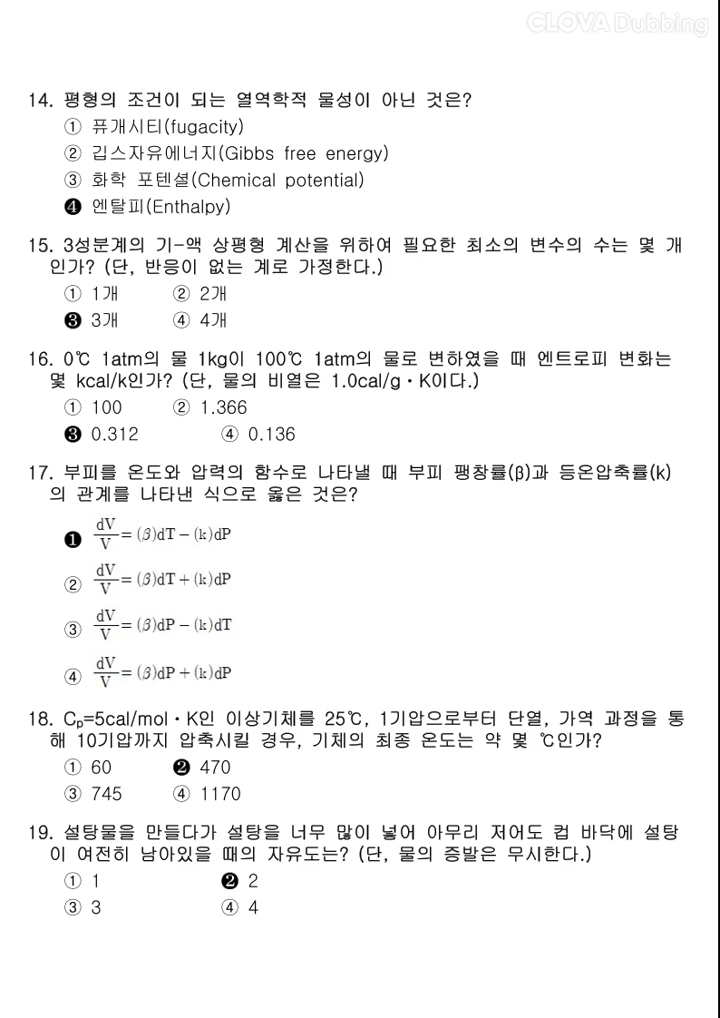 CLOVA Dubbing
14. 평형의 조건이 되는 열역학적 물성이 아닌 것은?
① 퓨개시티(fugacity)
② 깁스자유에너지(Gibbs free energy)
③ 화학 포텐셜(Chemical potential)
❹ 엔탈피(Enthalpy)
15. 3성분계의 기-액 상평형 계산을 위하여 필요한 최소의 변수의 수는 몇 개
인가? (단, 반응이 없는 계로 가정한다.)
① 1개 ② 2개
❸ 3개 ④ 4개
16. 0℃ 1atm의 물 1kg이 100℃ 1atm의 물로 변하였을 때 엔트로피 변화는
몇 kcal/k인가? (단, 물의 비열은 1.0cal/g·K이다.)
① 100 ② 1.366
❸ 0.312 ④ 0.136
17. 부피를 온도와 압력의 함수로 나타낼 때 부피 팽창률(β)과 등온압축률(k)
의 관계를 나타낸 식으로 옳은 것은?
❶ dV/V = (β)dT - (k)dP
② dV/V = (β)dT + (k)dP
③ dV/V = (β)dP - (k)dT
④ dV/V = (β)dP + (k)dP
18. Cₚ=5cal/mol·K인 이상기체를 25℃, 1기압으로부터 단열, 가역 과정을 통
해 10기압까지 압축시킬 경우, 기체의 최종 온도는 약 몇 ℃인가?
① 60 ❷ 470
③ 745 ④ 1170
19. 설탕물을 만들다가 설탕을 너무 많이 넣어 아무리 저어도 컵 바닥에 설탕
이 여전히 남아있을 때의 자유도는? (단, 물의 증발은 무시한다.)
① 1 ❷ 2
③ 3 ④ 4